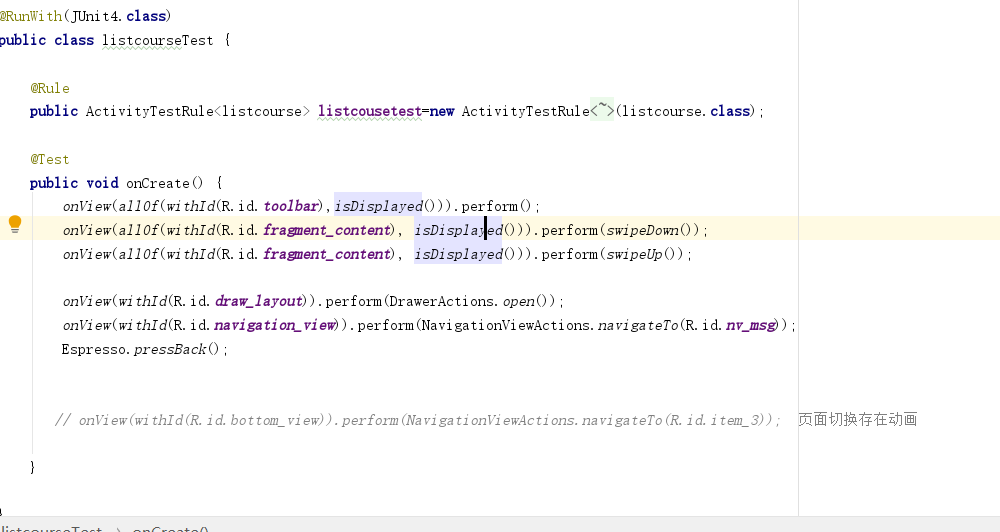 @RunWith(JUnit4.class)
public class listcourseTest {
@Rule
public ActivityTestRule<listcourse> listcousetest=new ActivityTestRule<~>(listcourse.class);
@Test
public void onCreate() {
onView(allOf(withId(R.id.toolbar),isDisplayed())).perform();
onView(allOf(withId(R.id.fragment_content), isDisplayed())).perform(swipeDown());
onView(allOf(withId(R.id.fragment_content), isDisplayed())).perform(swipeUp());
onView(withId(R.id.draw_layout)).perform(DrawerActions.open());
onView(withId(R.id.navigation_view)).perform(NavigationViewActions.navigateTo(R.id.nv_msg));
Espresso.pressBack();
// onView(withId(R.id.bottom_view)).perform(NavigationViewActions.navigateTo(R.id.item_3)); 页面切换存在动画
}
}
listcourseTest > onCreate()